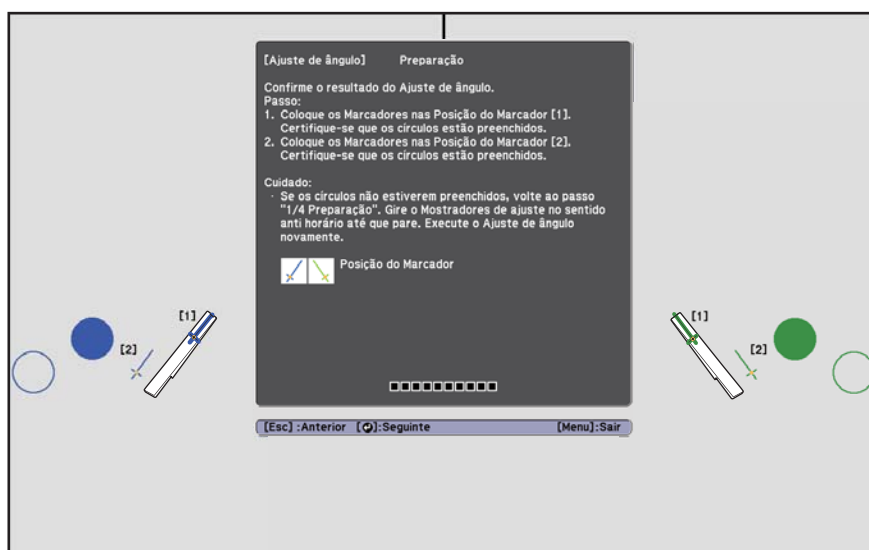 [Ajuste de ângulo] Preparação
Confirme o resultado do Ajuste de ângulo.
Passo:
1. Coloque os Marcadores nas Posição do Marcador [1].
Certifique-se que os círculos estão preenchidos.
2. Coloque os Marcadores nas Posição do Marcador [2].
Certifique-se que os círculos estão preenchidos.
Cuidado:
· Se os círculos não estiverem preenchidos, volte ao passo
"1/4 Preparação". Gire o Mostradores de ajuste no sentido
anti horário até que pare. Execute o Ajuste de ângulo
novamente.
Posição do Marcador
[1]
[2]
[1]
[2]
[Esc] :Anterior [ ]:Seguinte [Menu]:Sair